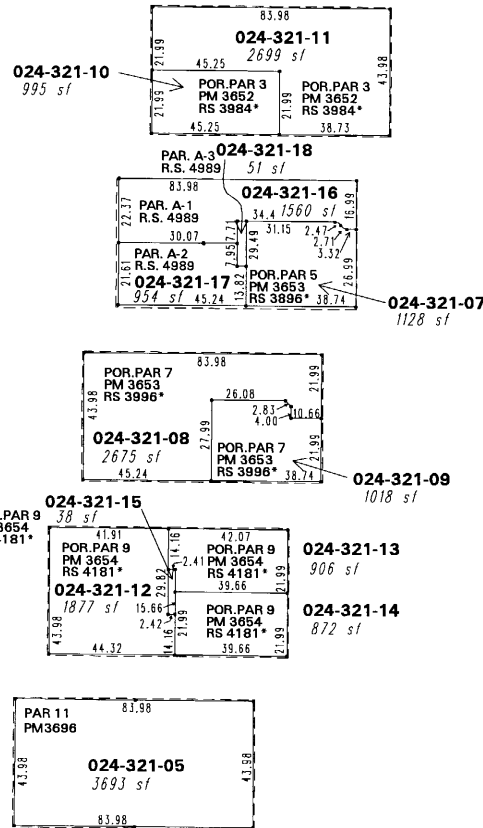 83.98
024-321-11
2699 sf
21.99
45.25
43.98
024-321-10
995 sf
POR.PAR 3
PM 3652
RS 3984*
21.99
21.99
POR.PAR 3
PM 3652
RS 3984*
45.25
38.73
PAR. A-3
R.S. 4989
024-321-18
51 sf
83.98
PAR. A-1
R.S. 4989
22.37
024-321-16
1560 sf
34.4
31.15
2.47
2.71
3.32
16.99
30.07
7.71
7.95
29.49
26.99
PAR. A-2
R.S. 4989
21.61
024-321-17
954 sf
45.24
13.82
POR.PAR 5
PM 3653
RS 3896*
38.74
024-321-07
1128 sf
83.98
POR.PAR 7
PM 3653
RS 3996*
43.98
21.99
26.08
2.83
4.00
10.66
27.99
024-321-08
2675 sf
45.24
POR.PAR 7
PM 3653
RS 3996*
21.99
38.74
024-321-09
1018 sf
024-321-15
38 sf
PAR 9
3654
4181*
41.91
POR.PAR 9
PM 3654
RS 4181*
14.16
2.41
42.07
POR.PAR 9
PM 3654
RS 4181*
39.66
21.99
024-321-13
906 sf
29.82
024-321-12
1877 sf
15.66
2.42
43.98
44.32
14.16
21.99
POR.PAR 9
PM 3654
RS 4181*
39.66
21.99
024-321-14
872 sf
83.98
PAR 11
PM3696
43.98
024-321-05
3693 sf
43.98
83.98